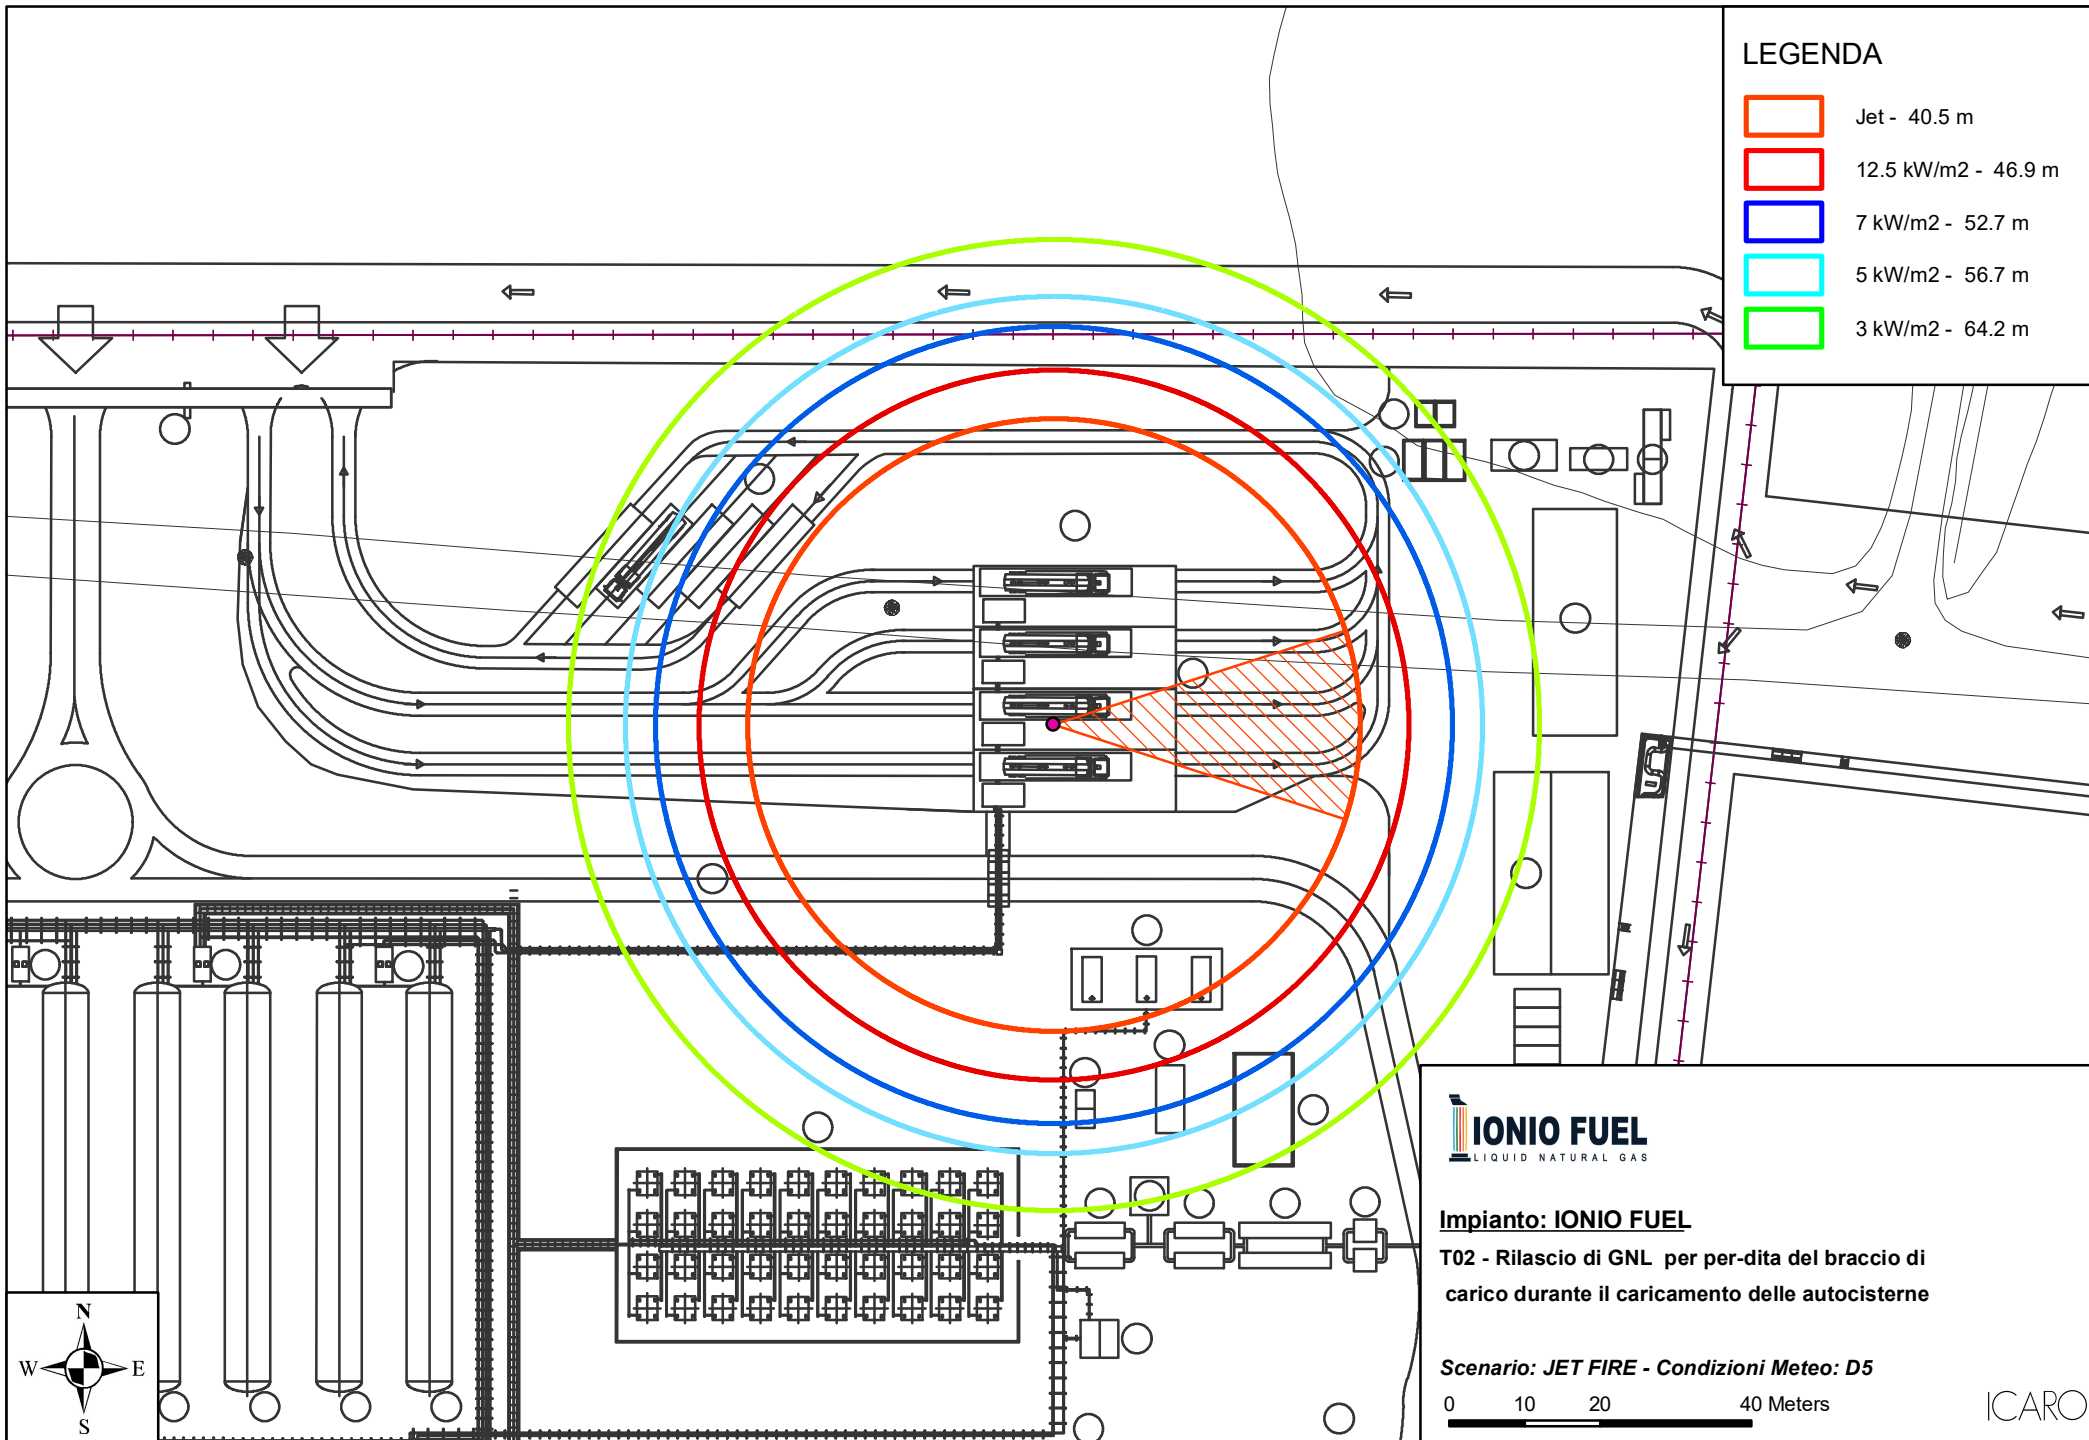 LEGENDA
Jet - 40.5 m
12.5 kW/m2 - 46.9 m
7 kW/m2 - 52.7 m
5 kW/m2 - 56.7 m
3 kW/m2 - 64.2 m
IONIO FUEL
LIQUID NATURAL GAS
Impianto: IONIO FUEL
T02 - Rilascio di GNL per per-dita del braccio di
carico durante il caricamento delle autocisterne
Scenario: JET FIRE - Condizioni Meteo: D5
0 10 20 40 Meters
ICARO
N
W E
S